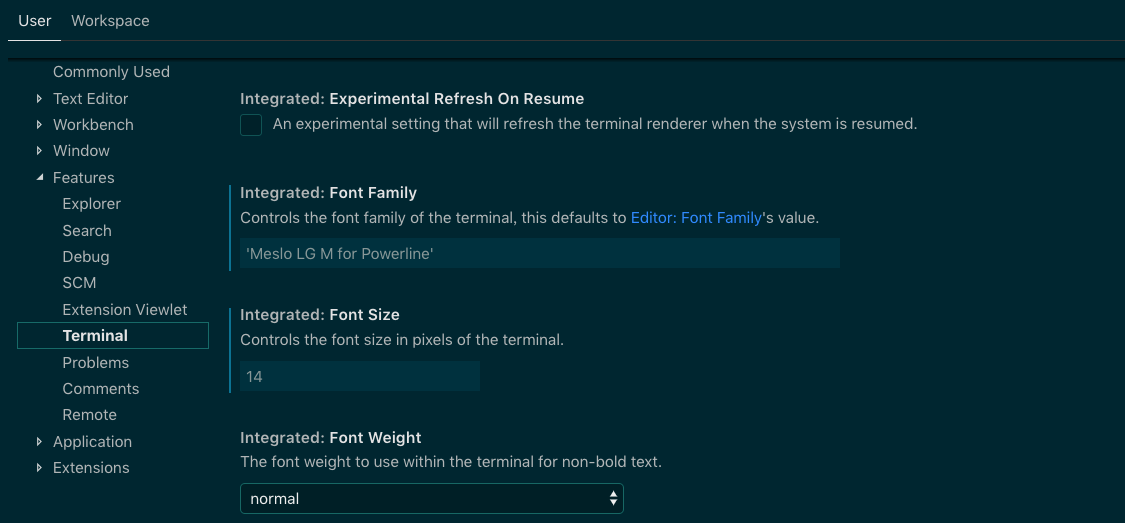 User Workspace
Commonly Used
Text Editor
Workbench
Window
Features
Explorer
Search
Debug
SCM
Extension Viewlet
Terminal
Problems
Comments
Remote
Application
Extensions
Integrated: Experimental Refresh On Resume
An experimental setting that will refresh the terminal renderer when the system is resumed.
Integrated: Font Family
Controls the font family of the terminal, this defaults to Editor: Font Family's value.
'Meslo LG M for Powerline'
Integrated: Font Size
Controls the font size in pixels of the terminal.
14
Integrated: Font Weight
The font weight to use within the terminal for non-bold text.
normal